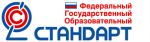 Федеральный
Государственный
Образовательный
СТАНДАРТ